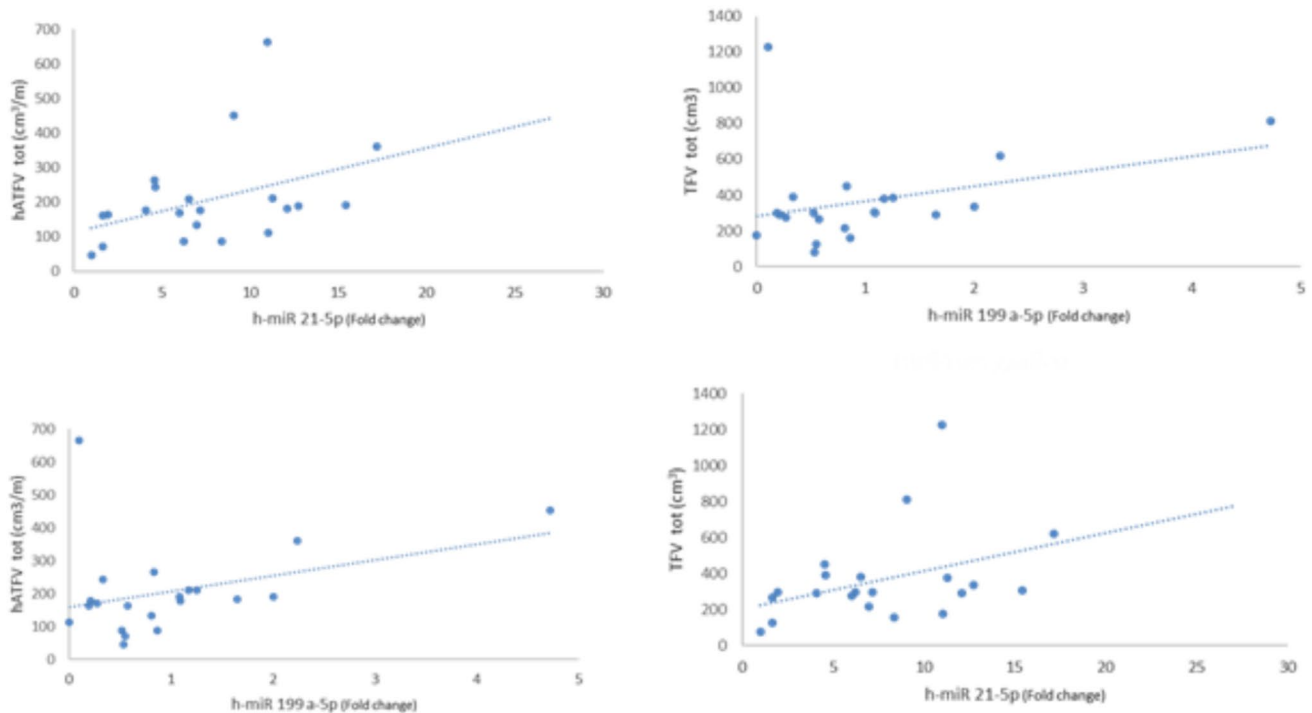 hATFV tot (cm³/m)
700
600
500
400
300
200
100
0
0 5 10 15 20 25 30
h-miR 21-5p (Fold change)
TFV tot (cm3)
1400
1200
1000
800
600
400
200
0
0 1 2 3 4 5
h-miR 199 a-5p (Fold change)
hATFV tot (cm3/m)
700
600
500
400
300
200
100
0
0 1 2 3 4 5
h-miR 199 a-5p (Fold change)
TFV tot (cm³)
1400
1200
1000
800
600
400
200
0
0 5 10 15 20 25 30
h-miR 21-5p (Fold change)